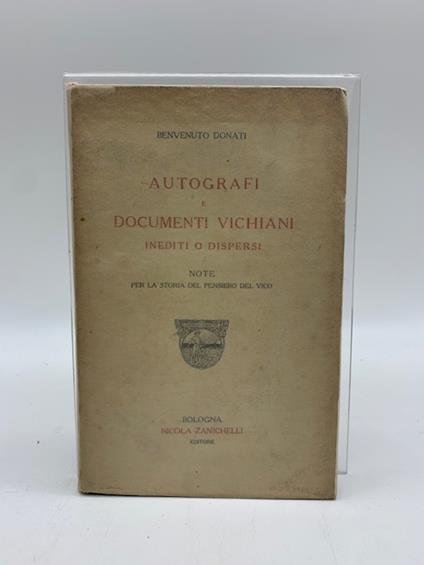 BENVENUTO DONATI
AUTOGRAFI
E
DOCUMENTI VICHIANI
INEDITI O DISPERSI
NOTE
PER LA STORIA DEL PENSIERO DEL VICO
BOLOGNA
NICOLA ZANICHELLI
EDITORE